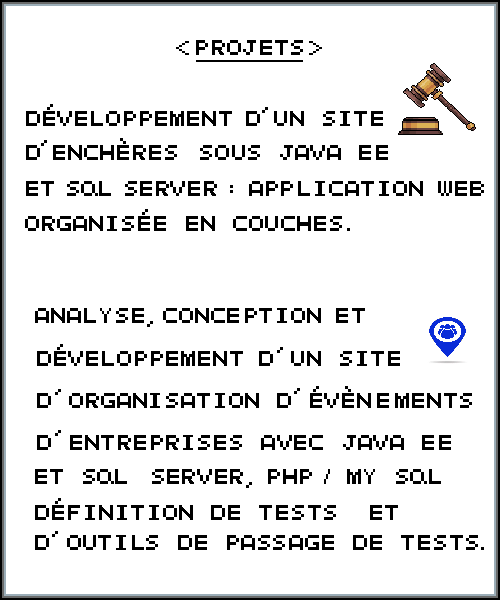 <PROJETS>
DÉVELOPPEMENT D'UN SITE
D'ENCHÈRES SOUS JAVA EE
ET SQL SERVER : APPLICATION WEB
ORGANISÉE EN COUCHES.
ANALYSE, CONCEPTION ET
DÉVELOPPEMENT D'UN SITE
D'ORGANISATION D'ÉVÈNEMENTS
D'ENTREPRISES AVEC JAVA EE
ET SQL SERVER, PHP / MY SQL
DÉFINITION DE TESTS ET
D'OUTILS DE PASSAGE DE TESTS.